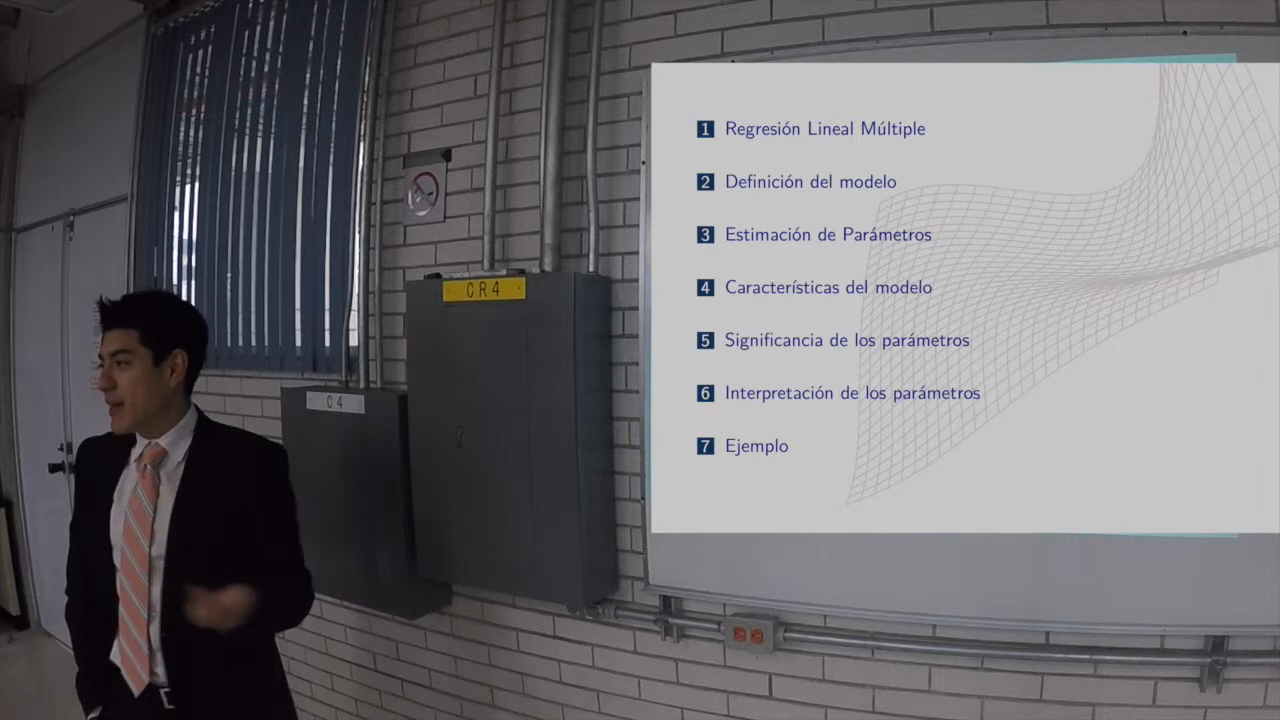 C 4
CR4
1 Regresión Lineal Múltiple
2 Definición del modelo
3 Estimación de Parámetros
4 Características del modelo
5 Significancia de los parámetros
6 Interpretación de los parámetros
7 Ejemplo